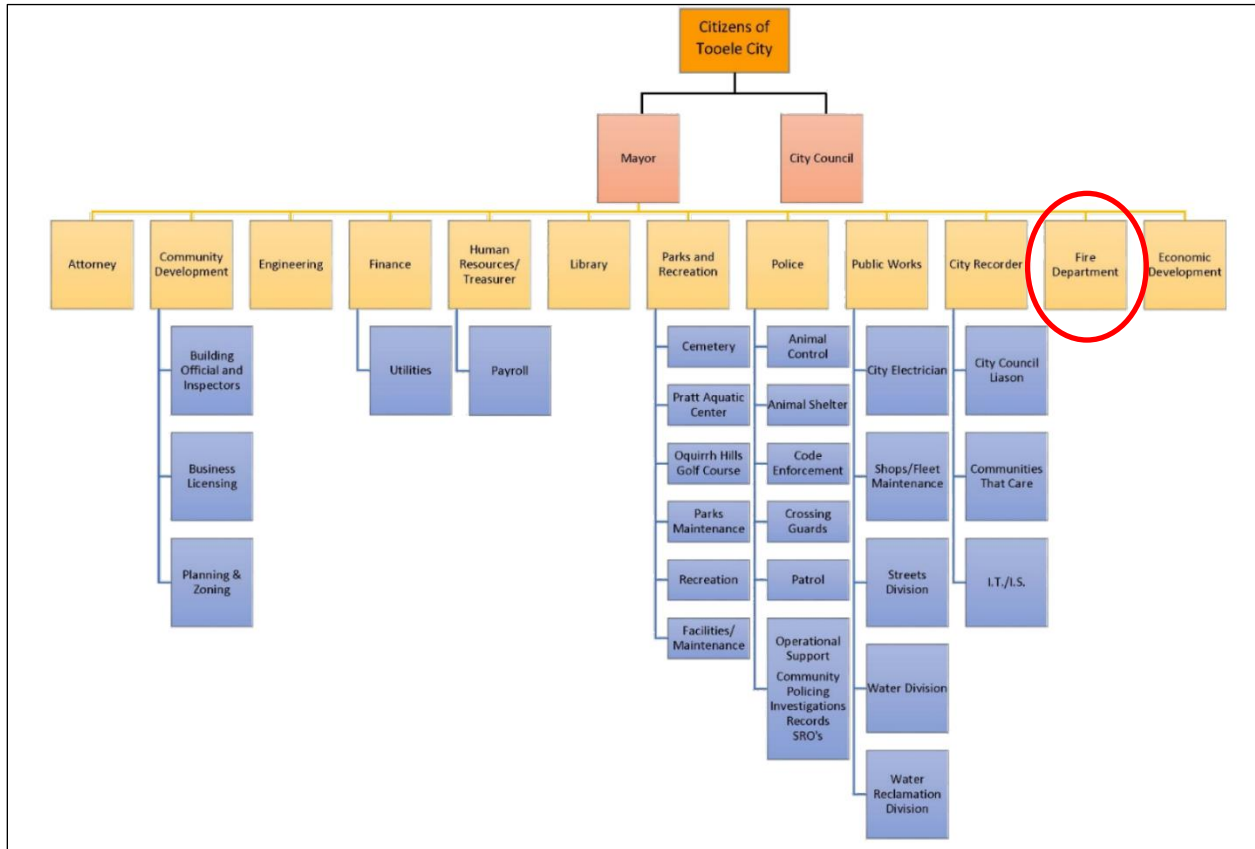 Citizens of
Tooele City
Mayor
City Council
Attorney
Community
Development
Engineering
Finance
Human
Resources/
Treasurer
Library
Parks and
Recreation
Police
Public Works
City Recorder
Fire
Department
Economic
Development
Building
Official and
Inspectors
Business
Licensing
Planning &
Zoning
Utilities
Payroll
Cemetery
Pratt Aquatic
Center
Oquirrh Hills
Golf Course
Parks
Maintenance
Recreation
Facilities/
Maintenance
Animal
Control
Animal Shelter
Code
Enforcement
Crossing
Guards
Patrol
Operational
Support
Community
Policing
Investigations
Records
SRO's
City Electrician
Shops/Fleet
Maintenance
Streets
Division
Water Division
Water
Reclamation
Division
City Council
Liason
Communities
That Care
I.T./I.S.